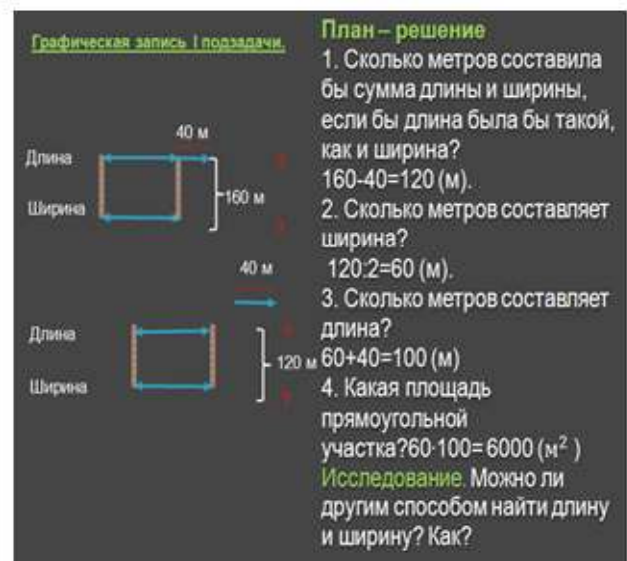 Графическая запись I подзадачи.
40 м
Длина
160 м
Ширина
40 м
Длина
120 м
Ширина
План – решение
1. Сколько метров составила
бы сумма длины и ширины,
если бы длина была бы такой,
как и ширина?
160-40=120 (м).
2. Сколько метров составляет
ширина?
120:2=60 (м).
3. Сколько метров составляет
длина?
60+40=100 (м)
4. Какая площадь
прямоугольной
участка?60·100= 6000 (м² )
Исследование. Можно ли
другим способом найти длину
и ширину? Как?